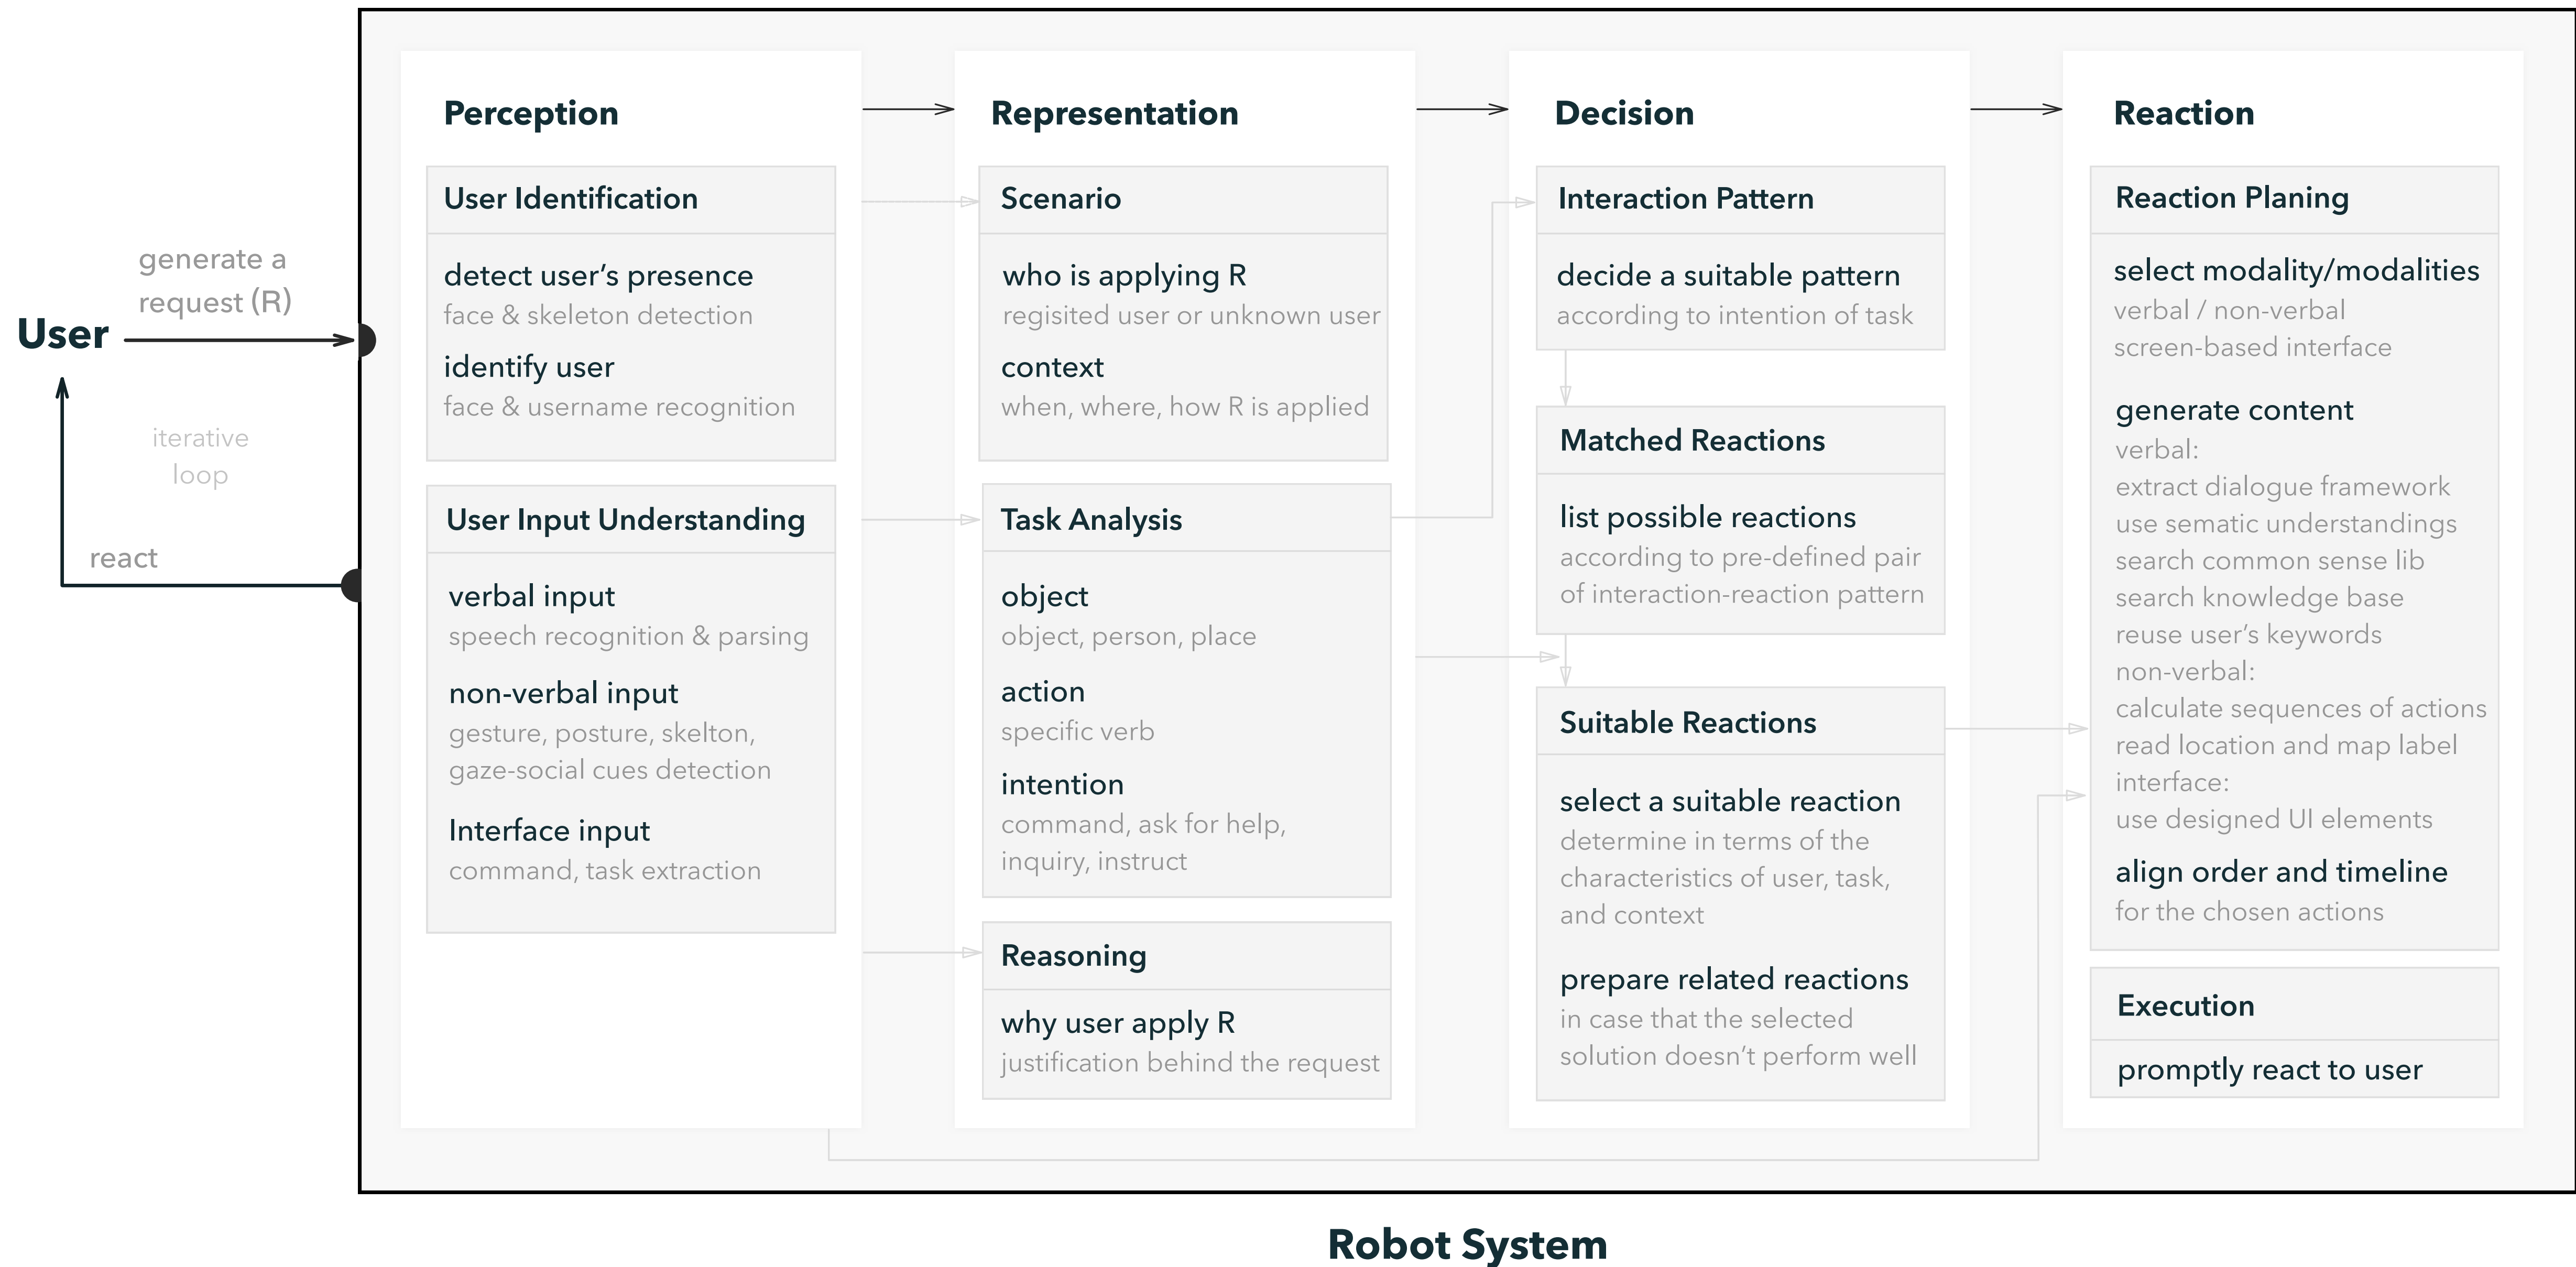 User
generate a
request (R)
iterative
loop
react
Perception
User Identification
detect user’s presence
face & skeleton detection
identify user
face & username recognition
User Input Understanding
verbal input
speech recognition & parsing
non-verbal input
gesture, posture, skelton,
gaze-social cues detection
Interface input
command, task extraction
Representation
Scenario
who is applying R
regisited user or unknown user
context
when, where, how R is applied
Task Analysis
object
object, person, place
action
specific verb
intention
command, ask for help,
inquiry, instruct
Reasoning
why user apply R
justification behind the request
Decision
Interaction Pattern
decide a suitable pattern
according to intention of task
Matched Reactions
list possible reactions
according to pre-defined pair
of interaction-reaction pattern
Suitable Reactions
select a suitable reaction
determine in terms of the
characteristics of user, task,
and context
prepare related reactions
in case that the selected
solution doesn’t perform well
Reaction
Reaction Planing
select modality/modalities
verbal / non-verbal
screen-based interface
generate content
verbal:
extract dialogue framework
use sematic understandings
search common sense lib
search knowledge base
reuse user’s keywords
non-verbal:
calculate sequences of actions
read location and map label
interface:
use designed UI elements
align order and timeline
for the chosen actions
Execution
promptly react to user
Robot System